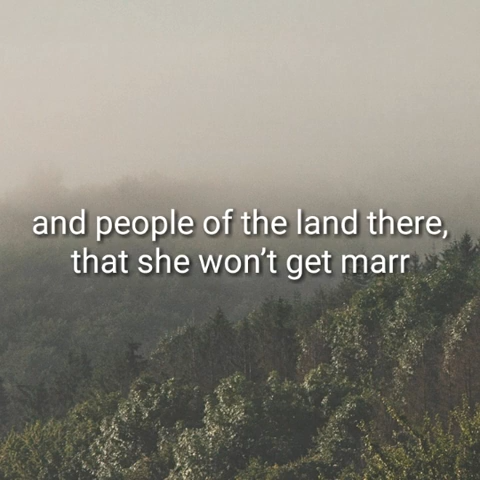 and people of the land there,
that she won’t get marr